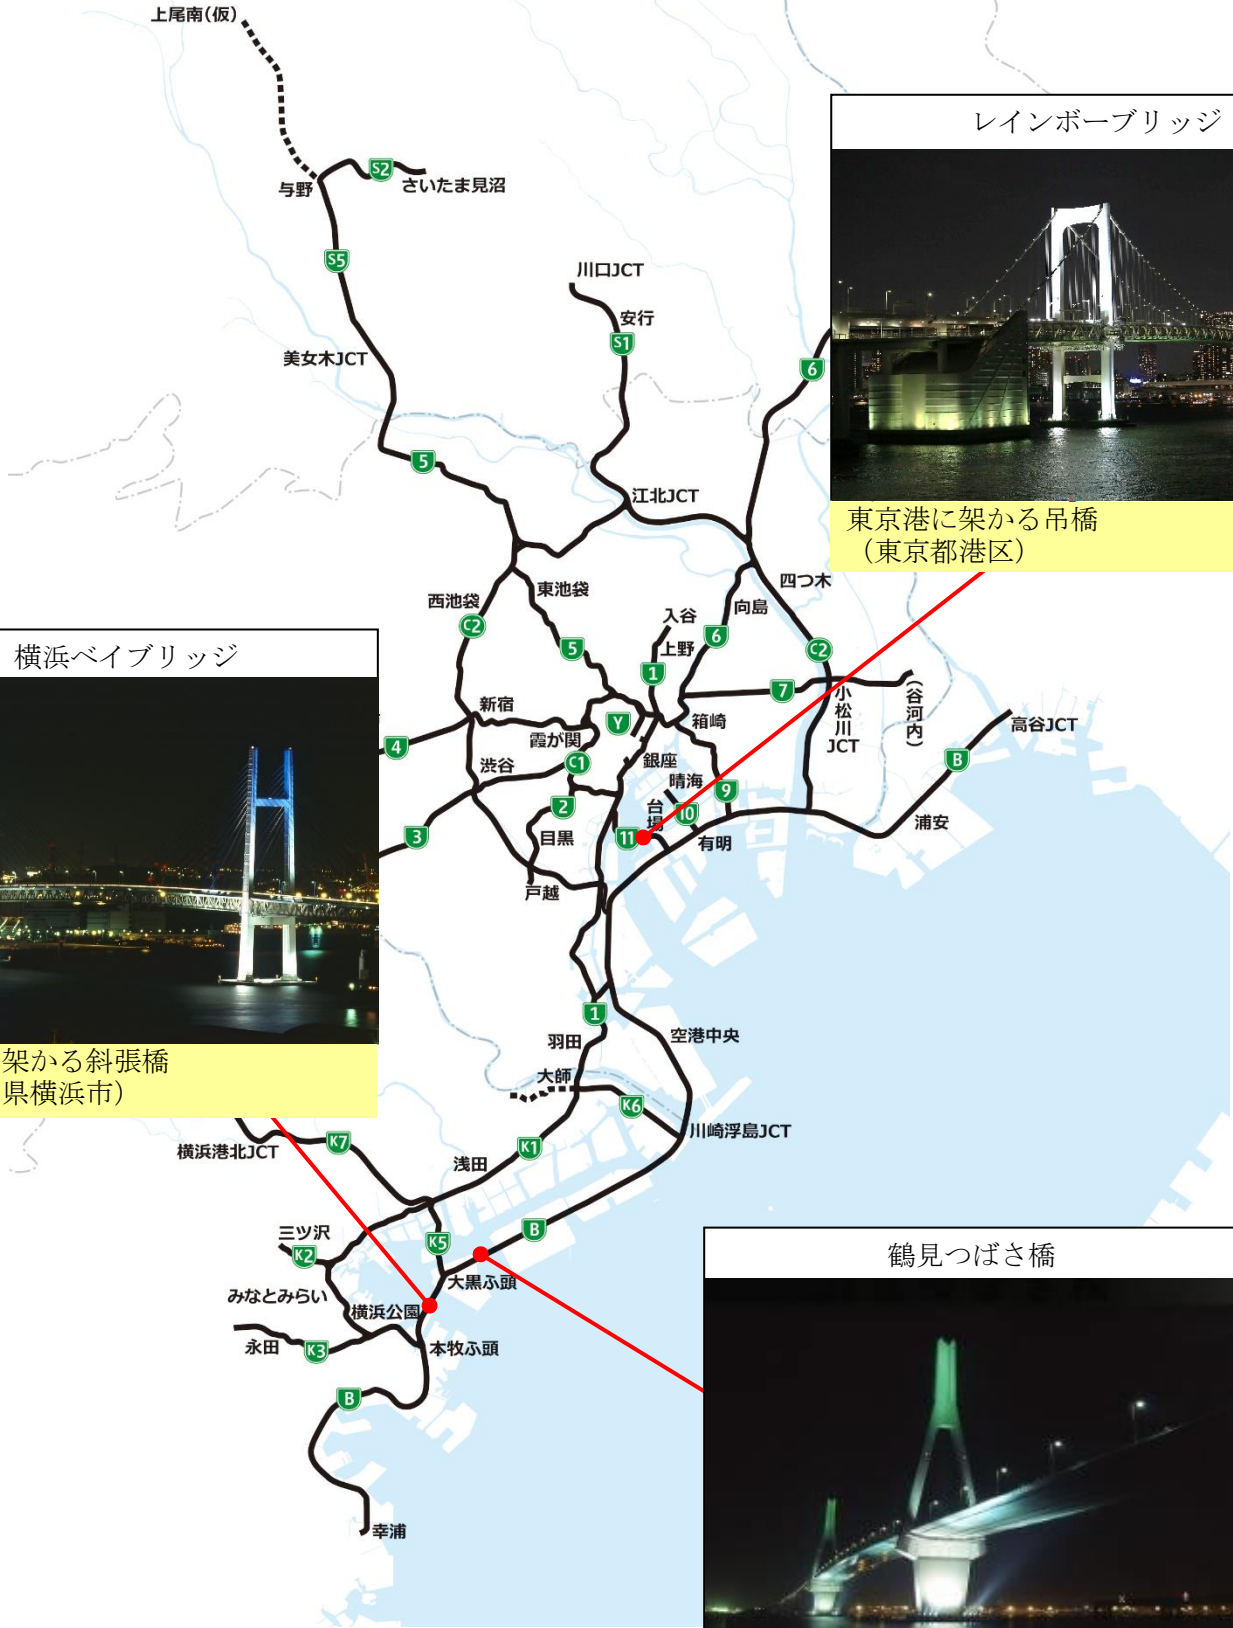 上尾南(仮)
レインボーブリッジ
S2
与野
さいたま見沼
S5
川口JCT
安行
S1
美女木JCT
6
5
江北JCT
東京港に架かる吊橋
（東京都港区）
四つ木
東池袋
西池袋
入谷
向島
C2
6
5
上野
C2
横浜ベイブリッジ
1
7
小松川JCT
(谷河内)
新宿
Y
箱崎
高谷JCT
霞が関
4
銀座
B
渋谷
C1
晴海
9
2
台場
10
浦安
3
目黒
11
有明
戸越
1
空港中央
羽田
架かる斜張橋
県横浜市）
大師
K6
川崎浮島JCT
K7
横浜港北JCT
K1
浅田
三ツ沢
B
K2
K5
鶴見つばさ橋
大黒ふ頭
みなとみらい
横浜公園
永田
K3
本牧ふ頭
B
幸浦